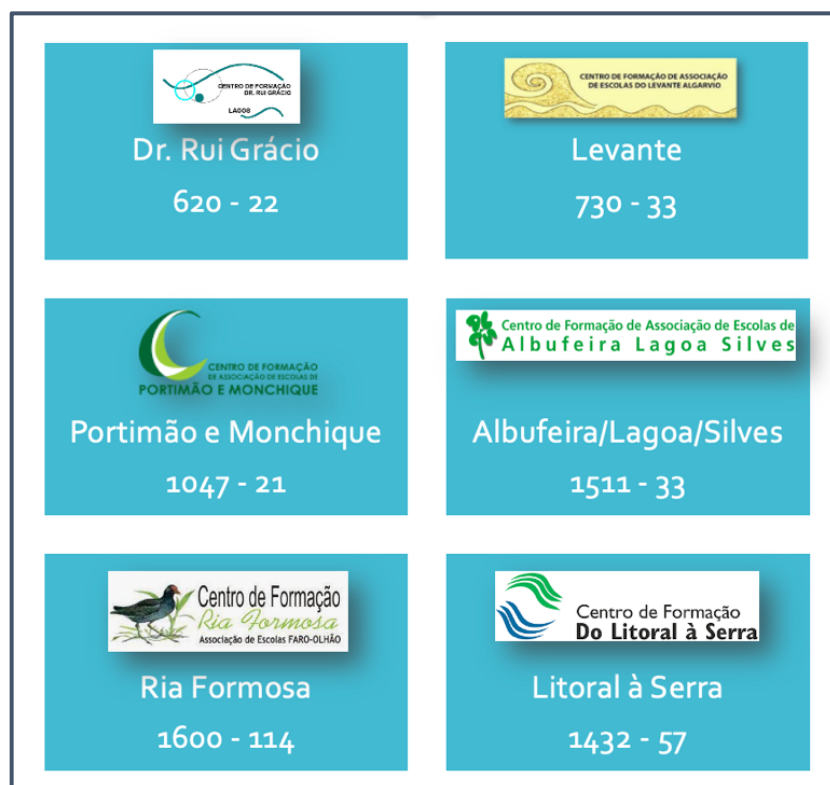 CENTRO DE FORMAÇÃO
DR. RUI GRÁCIO
LAGOS
Dr. Rui Grácio
620 - 22
CENTRO DE FORMAÇÃO DE ASSOCIAÇÃO
DE ESCOLAS DO LEVANTE ALGARVIO
Levante
730 - 33
CENTRO DE FORMAÇÃO
DE ASSOCIAÇÃO DE ESCOLAS DE
PORTIMÃO E MONCHIQUE
Portimão e Monchique
1047 - 21
Centro de Formação de Associação de Escolas de
Albufeira Lagoa Silves
Albufeira/Lagoa/Silves
1511 - 33
Centro de Formação
Ria Formosa
Associação de Escolas FARO-OLHÃO
Ria Formosa
1600 - 114
Centro de Formação
Do Litoral à Serra
Litoral à Serra
1432 - 57